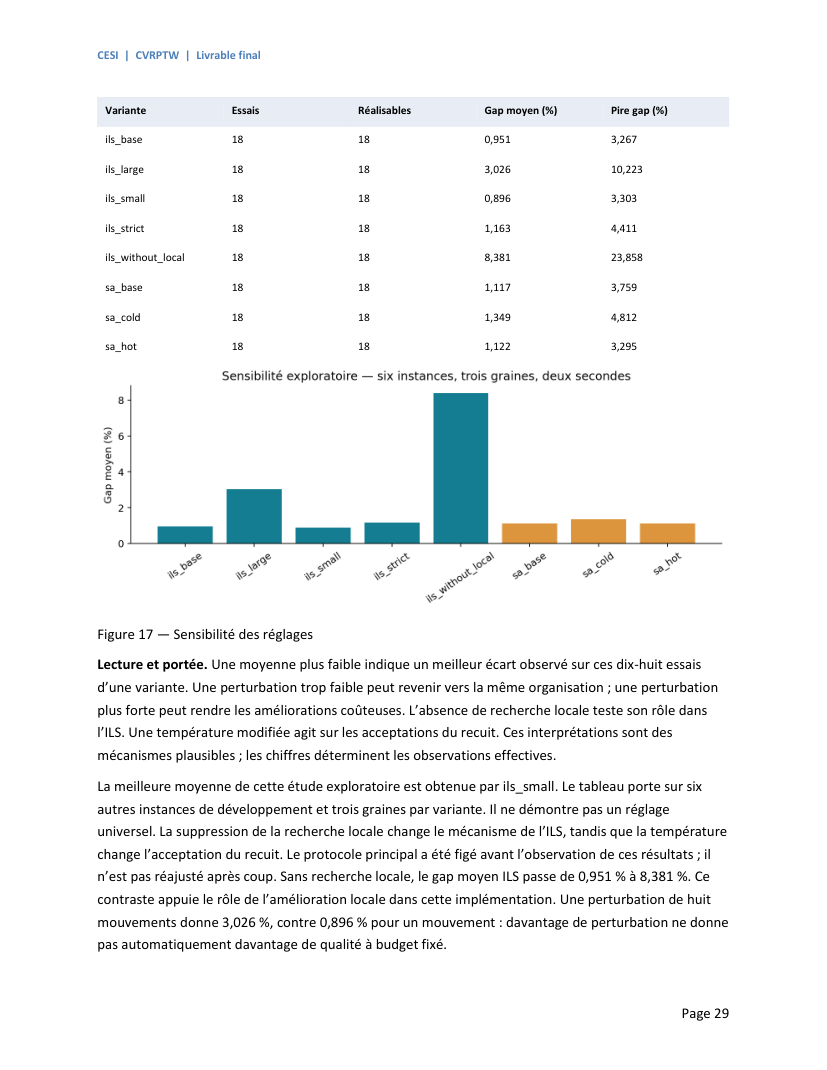 CESI | CVRPTW | Livrable final
Variante Essais Réalisables Gap moyen (%) Pire gap (%)
ils_base 18 18 0,951 3,267
ils_large 18 18 3,026 10,223
ils_small 18 18 0,896 3,303
ils_strict 18 18 1,163 4,411
ils_without_local 18 18 8,381 23,858
sa_base 18 18 1,117 3,759
sa_cold 18 18 1,349 4,812
sa_hot 18 18 1,122 3,295
Sensibilité exploratoire — six instances, trois graines, deux secondes
Gap moyen (%)
8
6
4
2
0
ils_base
ils_large
ils_small
ils_strict
ils_without_local
sa_base
sa_cold
sa_hot
Figure 17 — Sensibilité des réglages
Lecture et portée. Une moyenne plus faible indique un meilleur écart observé sur ces dix-huit essais
d’une variante. Une perturbation trop faible peut revenir vers la même organisation ; une perturbation
plus forte peut rendre les améliorations coûteuses. L’absence de recherche locale teste son rôle dans
l’ILS. Une température modifiée agit sur les acceptations du recuit. Ces interprétations sont des
mécanismes plausibles ; les chiffres déterminent les observations effectives.
La meilleure moyenne de cette étude exploratoire est obtenue par ils_small. Le tableau porte sur six
autres instances de développement et trois graines par variante. Il ne démontre pas un réglage
universel. La suppression de la recherche locale change le mécanisme de l’ILS, tandis que la température
change l’acceptation du recuit. Le protocole principal a été figé avant l’observation de ces résultats ; il
n’est pas réajusté après coup. Sans recherche locale, le gap moyen ILS passe de 0,951 % à 8,381 %. Ce
contraste appuie le rôle de l’amélioration locale dans cette implémentation. Une perturbation de huit
mouvements donne 3,026 %, contre 0,896 % pour un mouvement : davantage de perturbation ne donne
pas automatiquement davantage de qualité à budget fixé.
Page 29